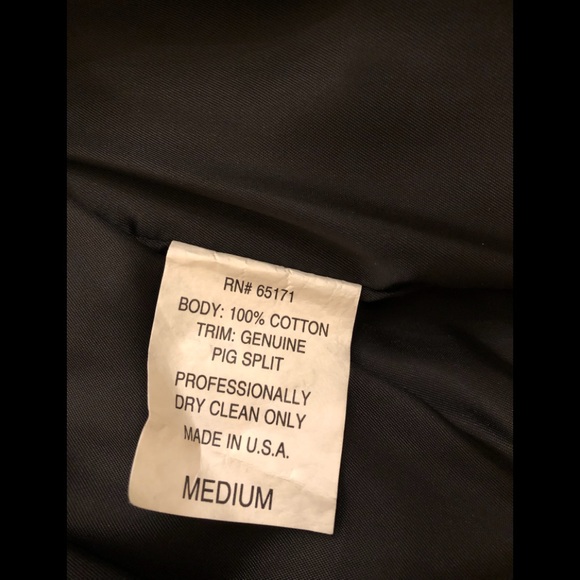 RN# 65171
BODY: 100% COTTON
TRIM: GENUINE
PIG SPLIT
PROFESSIONALLY
DRY CLEAN ONLY
MADE IN U.S.A.
MEDIUM